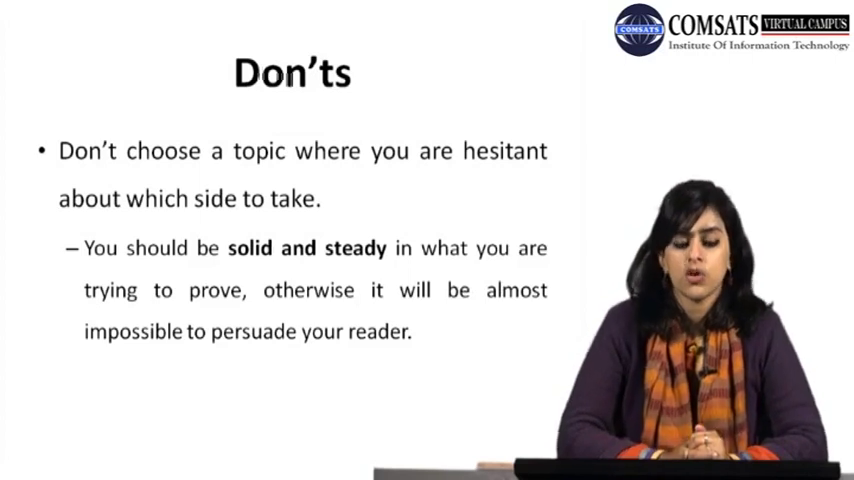 COMSATS VIRTUAL CAMPUS
COMSATS
Institute Of Information Technology
Don'ts
• Don't choose a topic where you are hesitant
about which side to take.
– You should be solid and steady in what you are
trying to prove, otherwise it will be almost
impossible to persuade your reader.